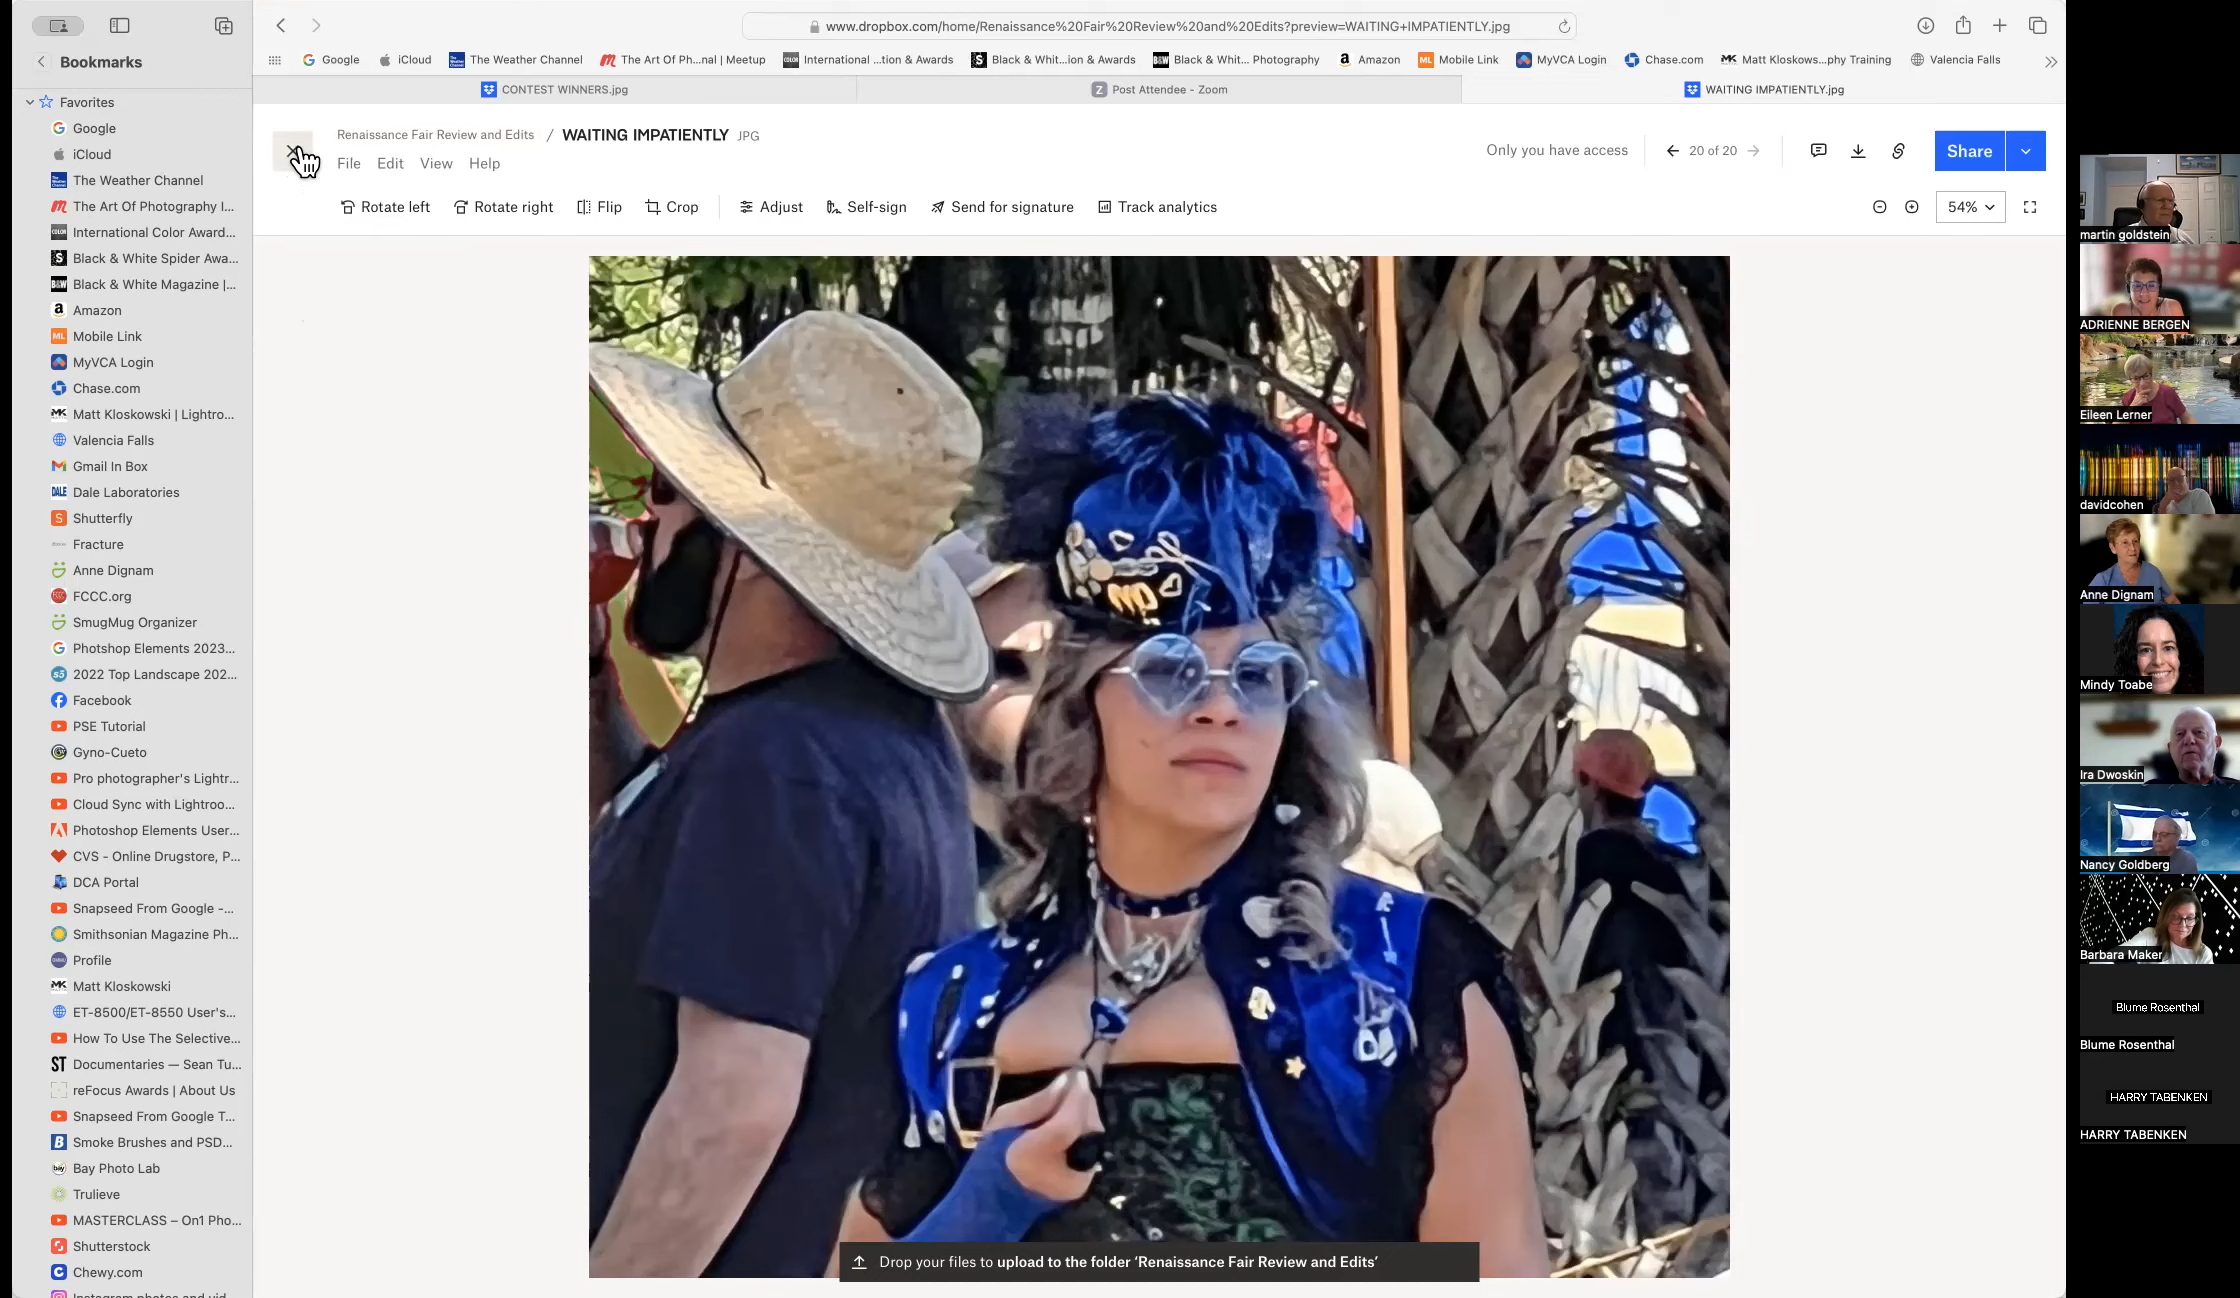 www.dropbox.com/home/Renaissance%20Fair%20Review%20and%20Edits?preview=WAITING+IMPATIENTLY.jpg
Bookmarks
Google
iCloud
The Weather Channel
The Art Of Ph...nal | Meetup
International ...tion & Awards
Black & Whit...ion & Awards
Black & Whit... Photography
Amazon
Mobile Link
MyVCA Login
Chase.com
Matt Kloskows...phy Training
Valencia Falls
CONTEST WINNERS.jpg
Post Attendee - Zoom
WAITING IMPATIENTLY.jpg
Renaissance Fair Review and Edits / WAITING IMPATIENTLY JPG
File Edit View Help
Only you have access
20 of 20
Share
Rotate left
Rotate right
Flip
Crop
Adjust
Self-sign
Send for signature
Track analytics
54%
Favorites
Google
iCloud
The Weather Channel
The Art Of Photography I...
International Color Award...
Black & White Spider Awa...
Black & White Magazine |...
Amazon
Mobile Link
MyVCA Login
Chase.com
Matt Kloskowski | Lightro...
Valencia Falls
Gmail In Box
Dale Laboratories
Shutterfly
Fracture
Anne Dignam
FCCC.org
SmugMug Organizer
Photshop Elements 2023...
2022 Top Landscape 202...
Facebook
PSE Tutorial
Gyno-Cueto
Pro photographer's Lightr...
Cloud Sync with Lightroo...
Photoshop Elements User...
CVS - Online Drugstore, P...
DCA Portal
Snapseed From Google -...
Smithsonian Magazine Ph...
Profile
Matt Kloskowski
ET-8500/ET-8550 User's...
How To Use The Selective...
Documentaries — Sean Tu...
reFocus Awards | About Us
Snapseed From Google T...
Smoke Brushes and PSD...
Bay Photo Lab
Trulieve
MASTERCLASS – On1 Pho...
Shutterstock
Chewy.com
Drop your files to upload to the folder ‘Renaissance Fair Review and Edits’
martin goldstein
ADRIENNE BERGEN
Eileen Lerner
davidcohen
Anne Dignam
Mindy Toabe
Ira Dwoskin
Nancy Goldberg
Barbara Maker
Blume Rosenthal
Blume Rosenthal
HARRY TABENKEN
HARRY TABENKEN